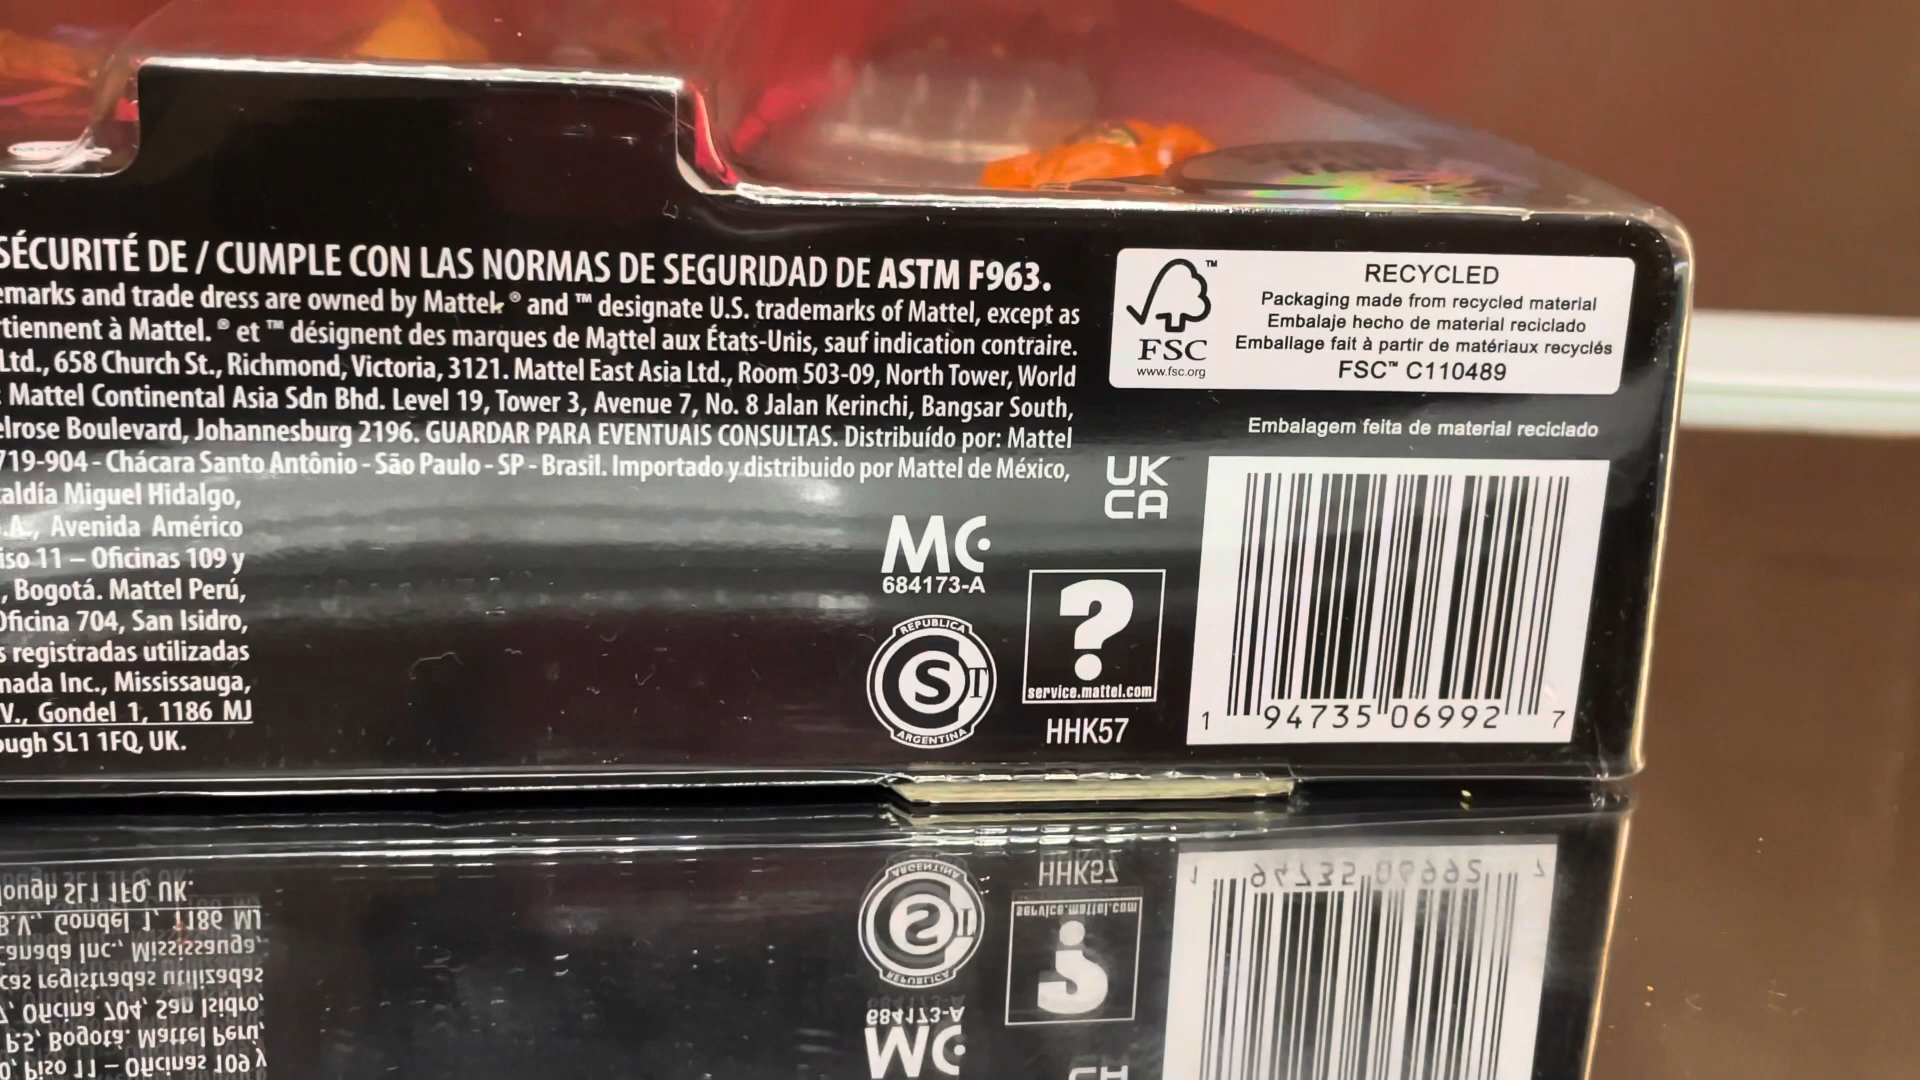 SÉCURITÉ DE / CUMPLE CON LAS NORMAS DE SEGURIDAD DE ASTM F963.
and trade dress are owned by Mattel. ® and ™ designate U.S. trademarks of Mattel, except as
à Mattel. ® et ™ désignent des marques de Mattel aux États-Unis, sauf indication contraire.
Ltd., 658 Church St., Richmond, Victoria, 3121. Mattel East Asia Ltd., Room 503-09, North Tower, World
Mattel Continental Asia Sdn Bhd. Level 19, Tower 3, Avenue 7, No. 8 Jalan Kerinchi, Bangsar South,
Boulevard, Johannesburg 2196. GUARDAR PARA EVENTUAIS CONSULTAS. Distribuído por: Mattel
719-904 - Chácara Santo Antônio - São Paulo - SP - Brasil. Importado y distribuido por Mattel de México,
Miguel Hidalgo,
Avenida Américo
11 – Oficinas 109 y
, Bogotá. Mattel Perú,
Oficina 704, San Isidro,
registradas utilizadas
Inc., Mississauga,
V., Gondel 1, 1186 MJ
SL1 1FQ, UK.
FSC
www.fsc.org
RECYCLED
Packaging made from recycled material
Embalaje hecho de material reciclado
Emballage fait à partir de matériaux recyclés
FSC™ C110489
Embalagem feita de material reciclado
UK
CA
MC
684173-A
REPUBLICA
S
ARGENTINA
?
service.mattel.com
HHK57
1 94735 06992 7